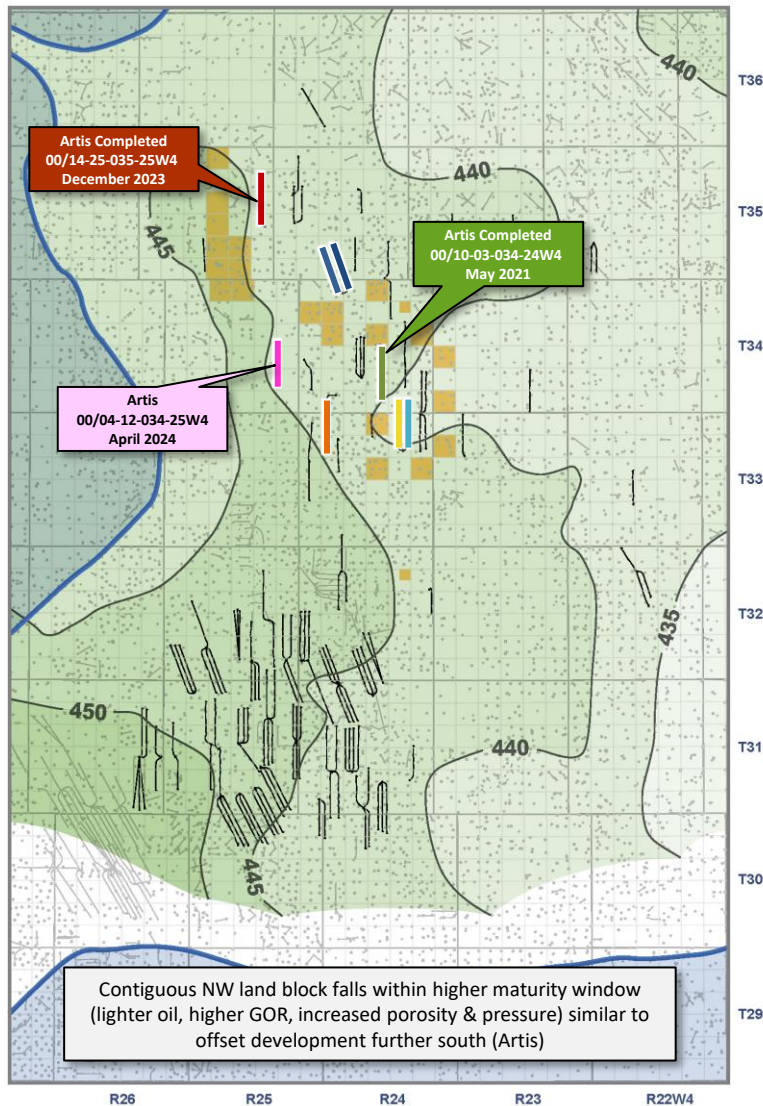 440
T36
Artis Completed
00/14-25-035-25W4
December 2023
440
T35
445
Artis Completed
00/10-03-034-24W4
May 2021
T34
Artis
00/04-12-034-25W4
April 2024
T33
T32
435
450
440
T31
445
T30
Contiguous NW land block falls within higher maturity window
(lighter oil, higher GOR, increased porosity & pressure) similar to
offset development further south (Artis)
T29
R26
R25
R24
R23
R22W4